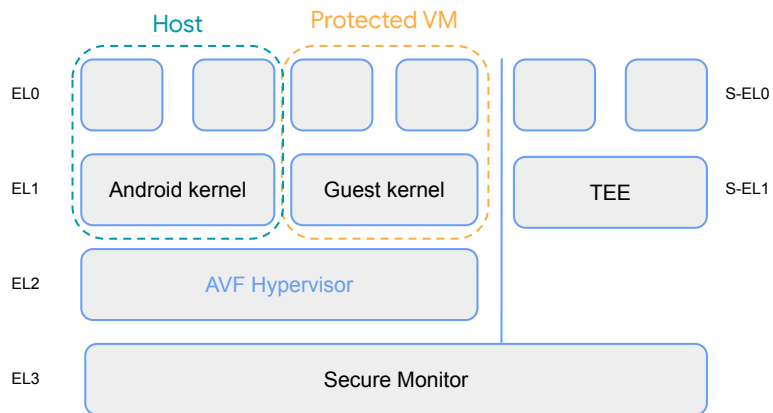 Host
Protected VM
EL0
S-EL0
EL1
Android kernel
Guest kernel
TEE
S-EL1
EL2
AVF Hypervisor
EL3
Secure Monitor